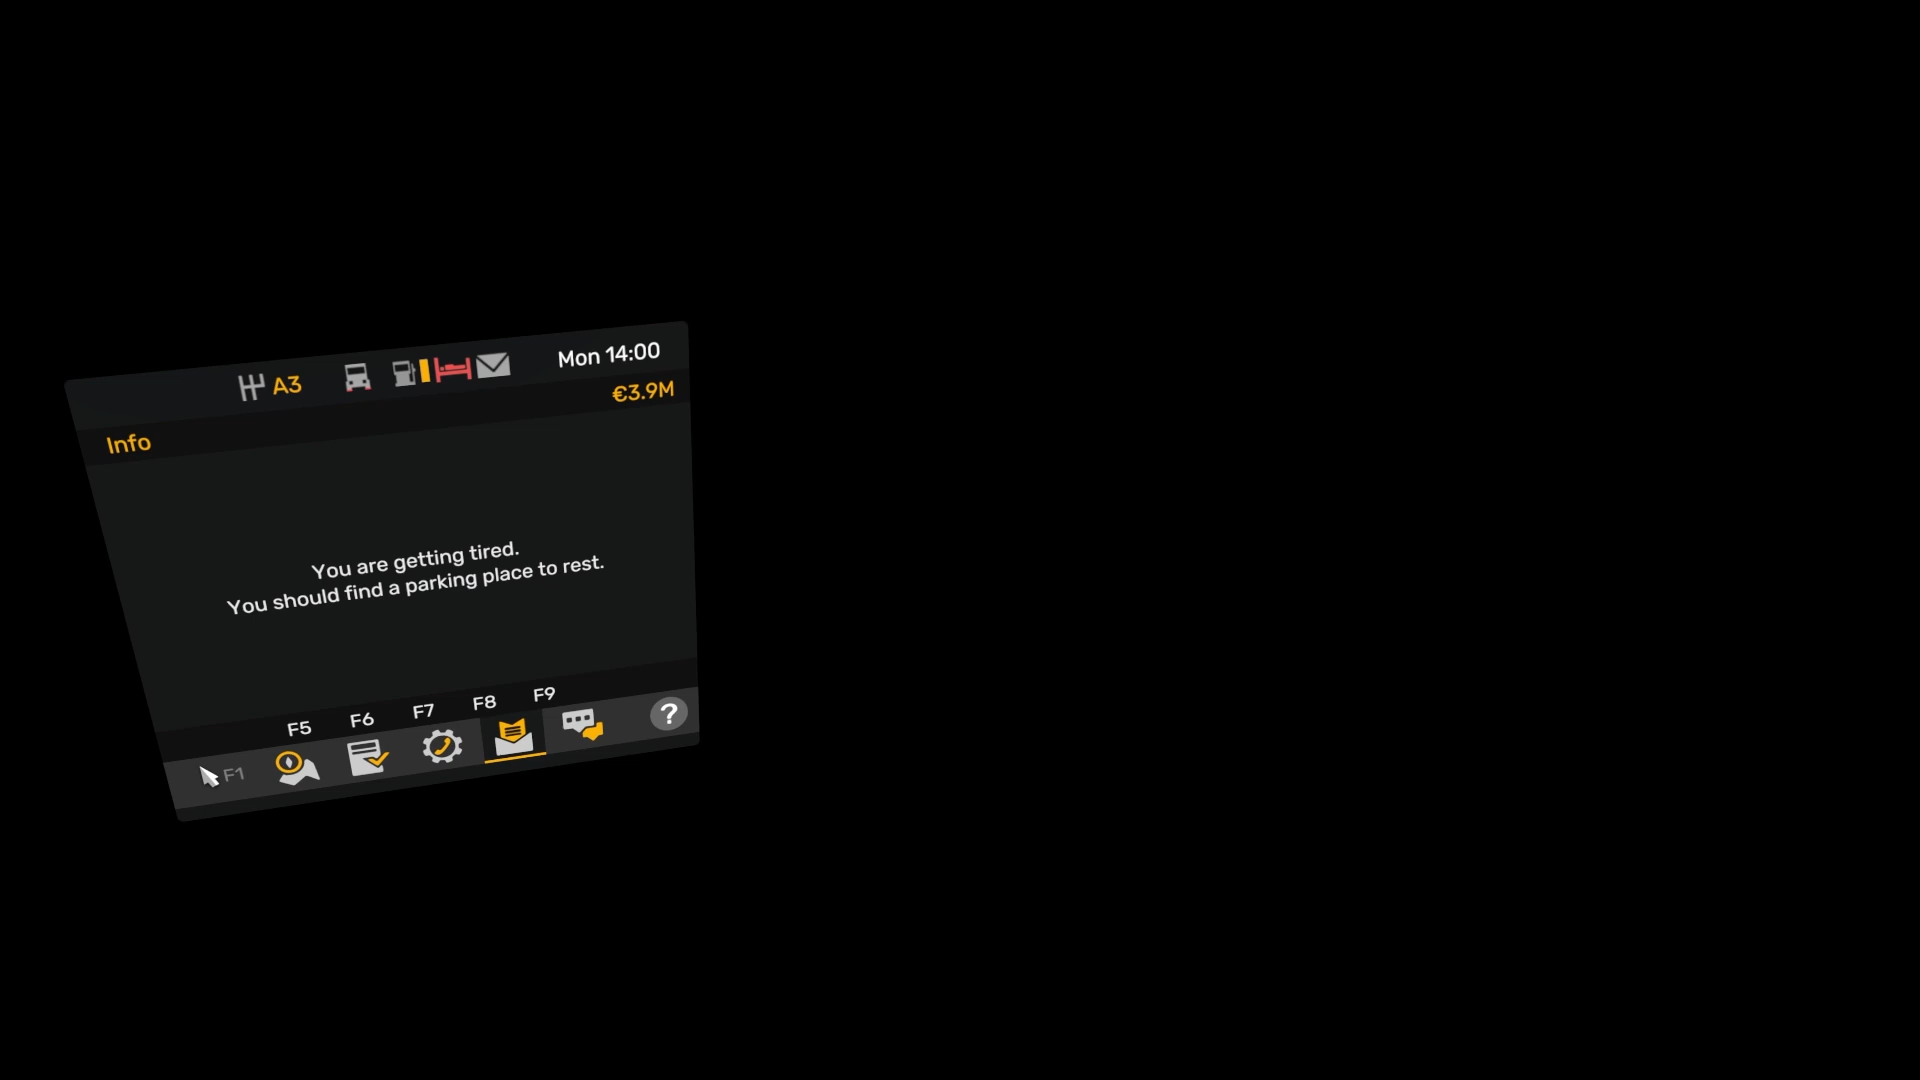 A3
Mon 14:00
€3.9M
Info
You are getting tired.
You should find a parking place to rest.
F5 F6 F7 F8 F9
F1
?